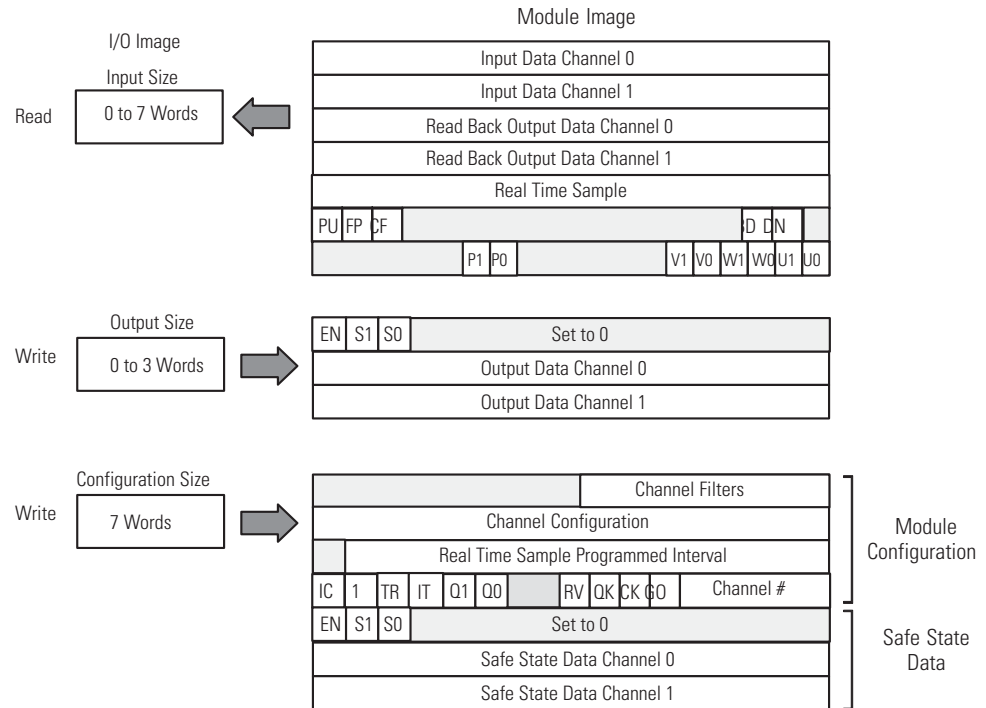 Module Image
I/O Image
Input Size
Read
0 to 7 Words
Input Data Channel 0
Input Data Channel 1
Read Back Output Data Channel 0
Read Back Output Data Channel 1
Real Time Sample
PU FP CF DN
P1 P0 V1 V0 W1 W0 U1 U0
Output Size
Write
0 to 3 Words
EN S1 S0 Set to 0
Output Data Channel 0
Output Data Channel 1
Configuration Size
Write
7 Words
Channel Filters
Channel Configuration
Real Time Sample Programmed Interval
IC 1 TR IT Q1 Q0 RV QK CK GO Channel #
Module
Configuration
EN S1 S0 Set to 0
Safe State Data Channel 0
Safe State Data Channel 1
Safe State
Data